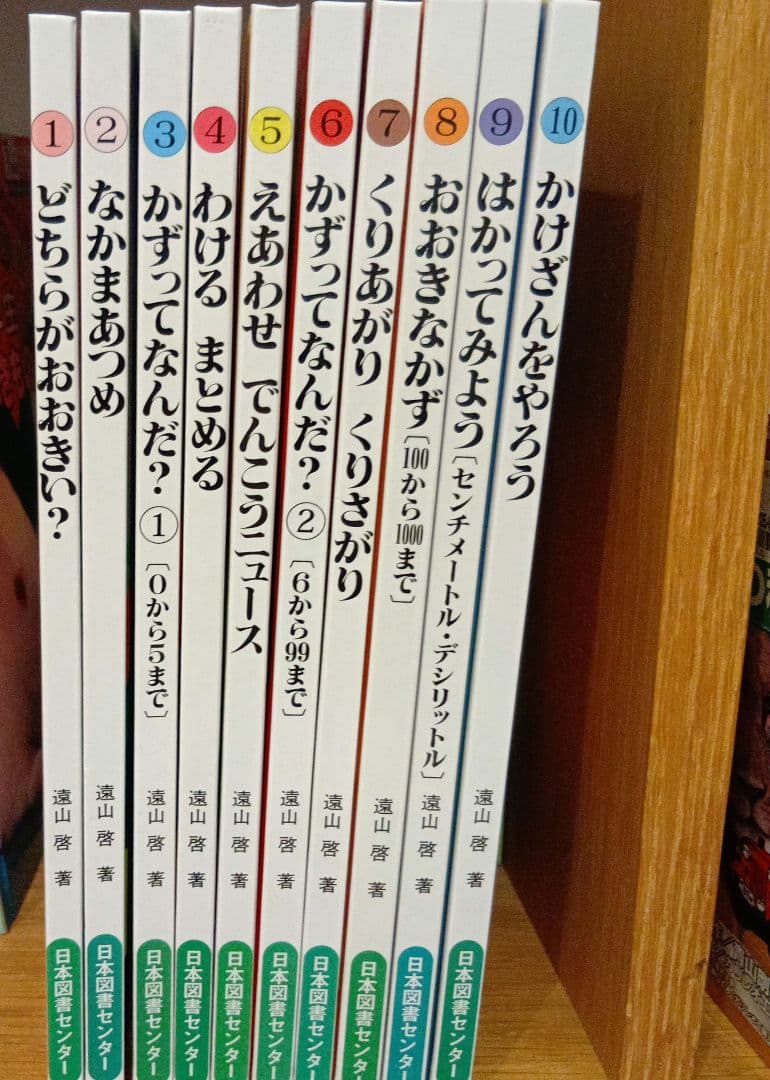 1
どちらがおおきい?
遠山 啓 著
日本図書センター
2
なかまあつめ
遠山 啓 著
日本図書センター
3
かずってなんだ?①〔0から5まで〕
遠山 啓 著
日本図書センター
4
わける まとめる
遠山 啓 著
日本図書センター
5
えあわせ でんこうニュース
遠山 啓 著
日本図書センター
6
かずってなんだ?②〔6から99まで〕
遠山 啓 著
日本図書センター
7
くりあがり くりさがり
遠山 啓 著
日本図書センター
8
おおきなかず〔100から1000まで〕
遠山 啓 著
日本図書センター
9
はかってみよう〔センチメートル・デシリットル〕
遠山 啓 著
日本図書センター
10
かけざんをやろう
遠山 啓 著
日本図書センター